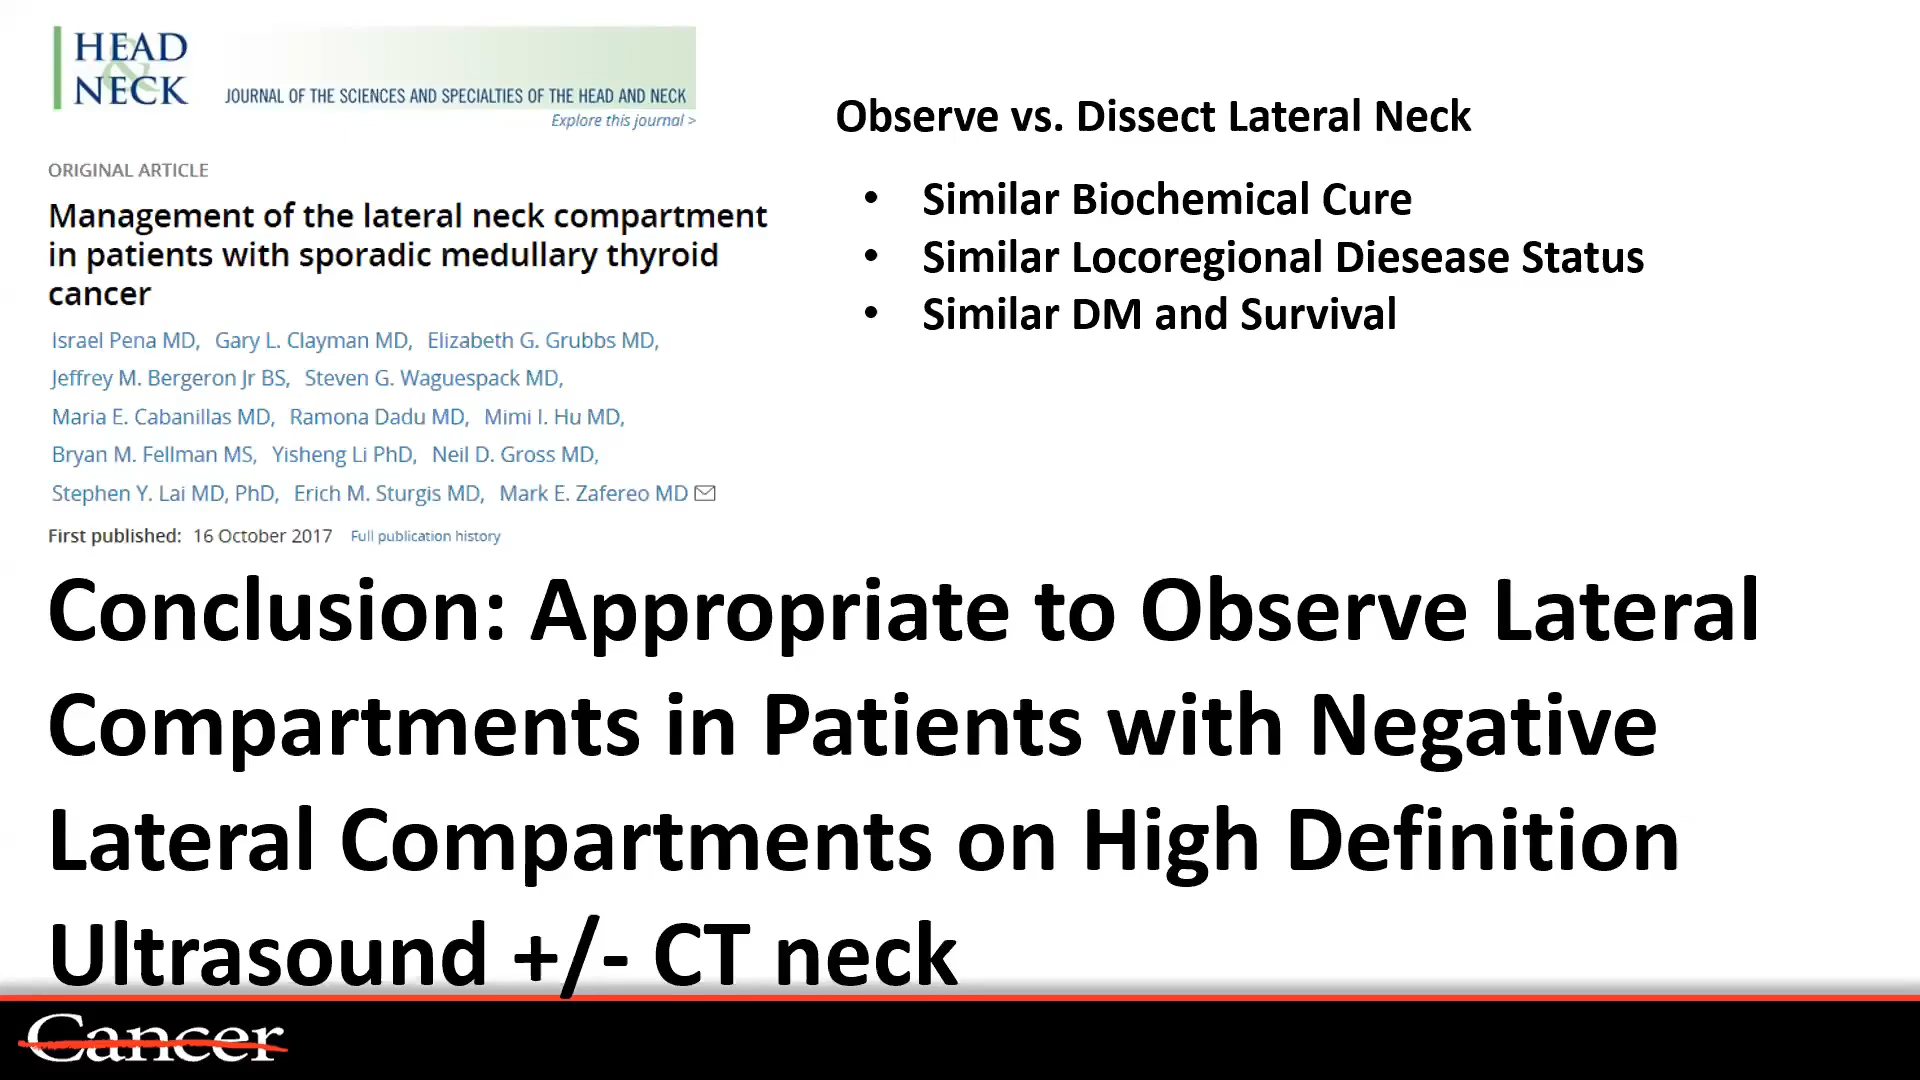 HEAD & NECK
JOURNAL OF THE SCIENCES AND SPECIALTIES OF THE HEAD AND NECK
Explore this journal >
ORIGINAL ARTICLE
Management of the lateral neck compartment
in patients with sporadic medullary thyroid
cancer
Israel Pena MD, Gary L. Clayman MD, Elizabeth G. Grubbs MD,
Jeffrey M. Bergeron Jr BS, Steven G. Waguespack MD,
Maria E. Cabanillas MD, Ramona Dadu MD, Mimi I. Hu MD,
Bryan M. Fellman MS, Yisheng Li PhD, Neil D. Gross MD,
Stephen Y. Lai MD, PhD, Erich M. Sturgis MD, Mark E. Zafereo MD
First published: 16 October 2017 Full publication history
Observe vs. Dissect Lateral Neck
• Similar Biochemical Cure
• Similar Locoregional Diesease Status
• Similar DM and Survival
Conclusion: Appropriate to Observe Lateral
Compartments in Patients with Negative
Lateral Compartments on High Definition
Ultrasound +/- CT neck
Cancer